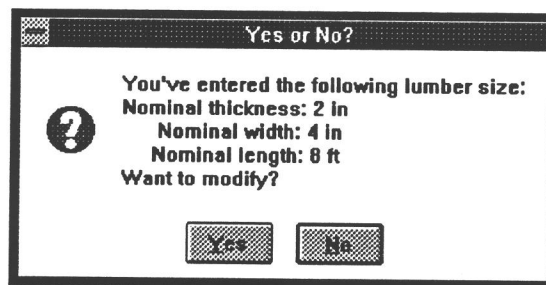 Yes or No?
You've entered the following lumber size:
Nominal thickness: 2 in
Nominal width: 4 in
Nominal length: 8 ft
Want to modify?
Yes
No